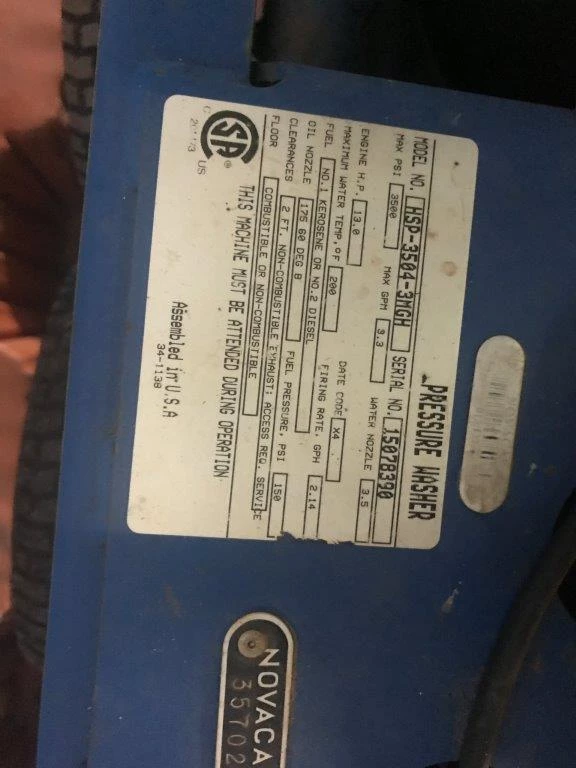 PRESSURE WASHER
MODEL NO. HSP-3504-3MGH SERIAL NO. 15078390
MAX PSI 3500 MAX GPM 3.3 WATER NOZZLE 3.5
ENGINE H.P. 13.0
MAXIMUM WATER TEMP,°F 200 DATE CODE X4
FUEL NO.1 KEROSENE OR NO.2 DIESEL FIRING RATE, GPH 2.14
OIL NOZZLE 175 60 DEG B FUEL PRESSURE, PSI 150
CLEARANCES 2 FT. NON-COMBUSTIBLE EXHAUST; ACCESS REQ. SERVICE
FLOOR COMBUSTIBLE OR NON-COMBUSTIBLE
THIS MACHINE MUST BE ATTENDED DURING OPERATION
SA
®
C US
Assembled in U.S.A
34-1138
NOVACA
35702